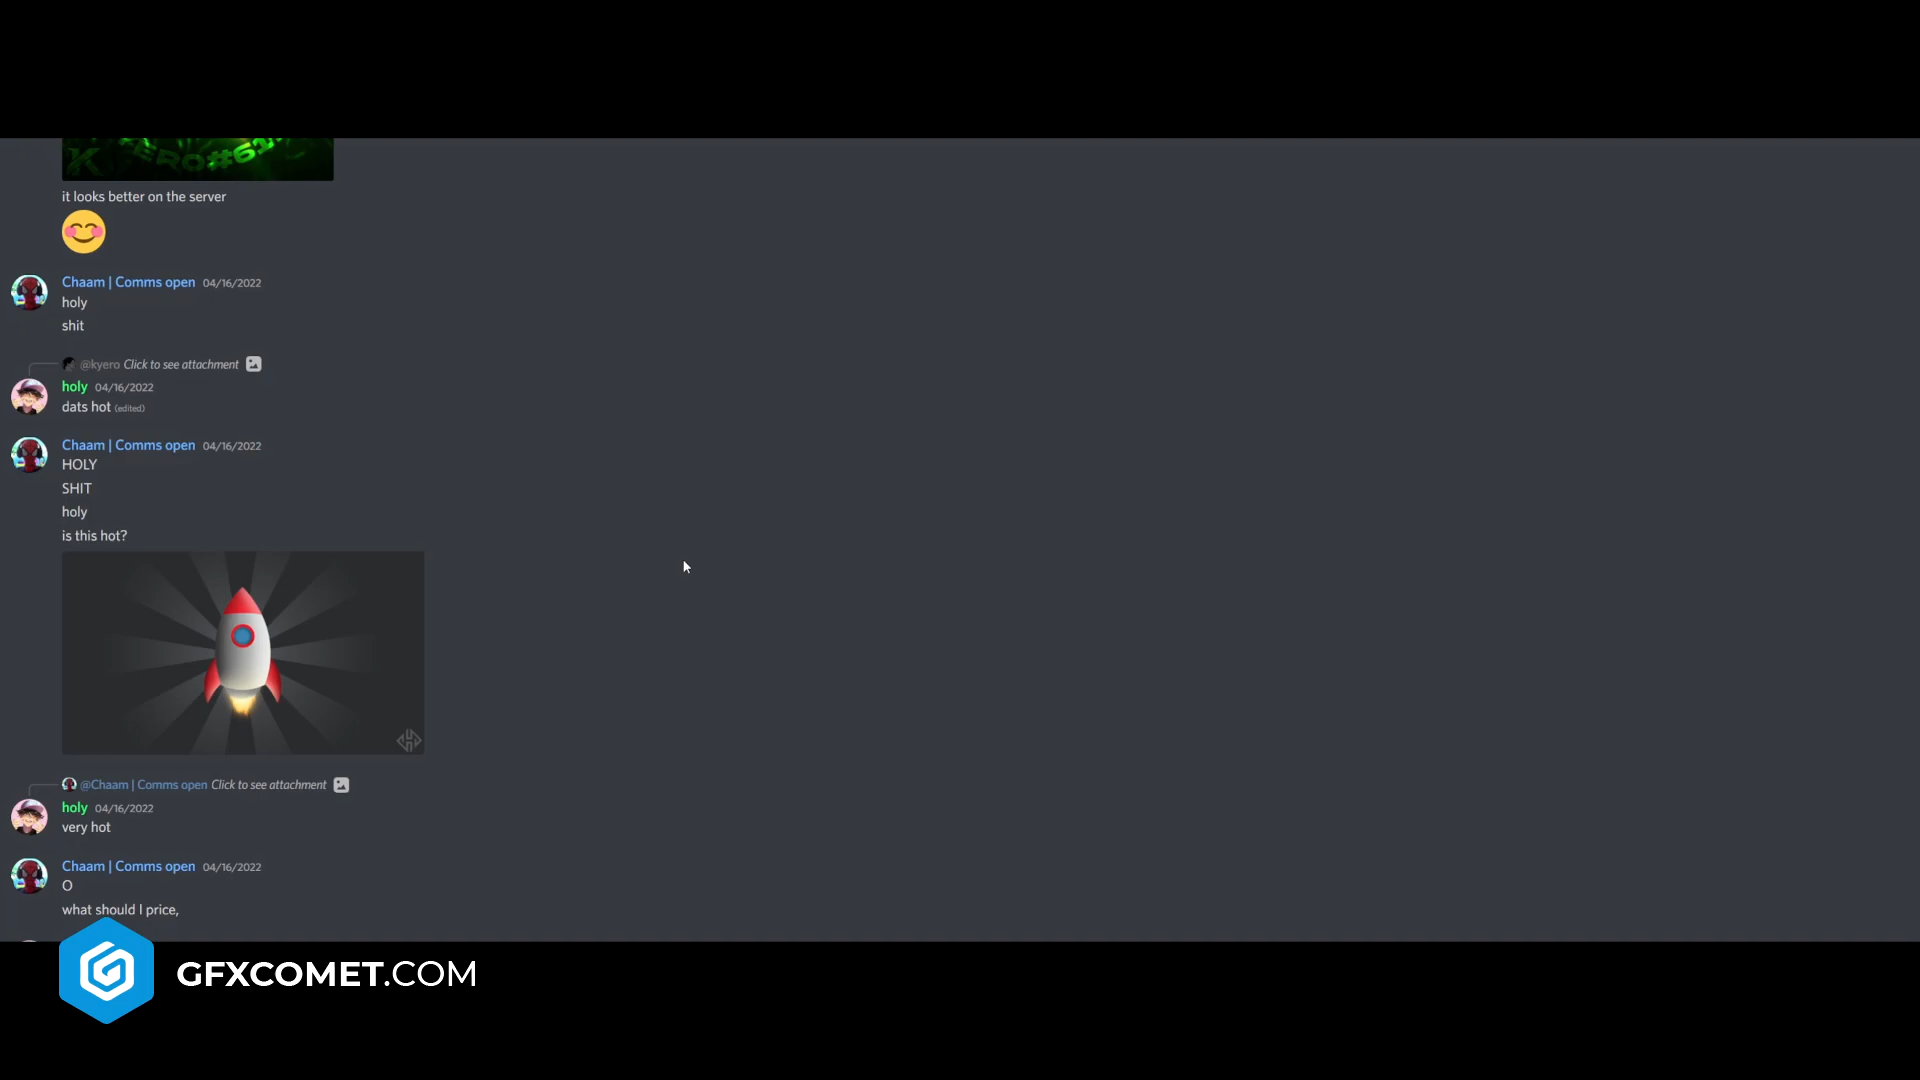 it looks better on the server
Chaam | Comms open 04/16/2022
holy
shit
@kyero Click to see attachment
holy 04/16/2022
dats hot (edited)
Chaam | Comms open 04/16/2022
HOLY
SHIT
holy
is this hot?
@Chaam | Comms open Click to see attachment
holy 04/16/2022
very hot
Chaam | Comms open 04/16/2022
O
what should I price,
GFXCOMET.COM